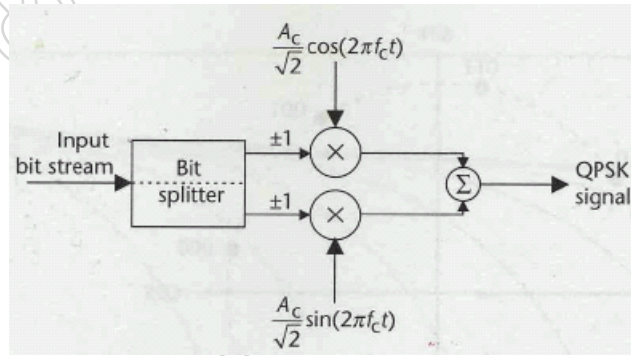 A_C/√2 cos(2πf_Ct)
Input
bit stream
Bit
splitter
±1
±1
×
×
Σ
QPSK
signal
A_C/√2 sin(2πf_Ct)